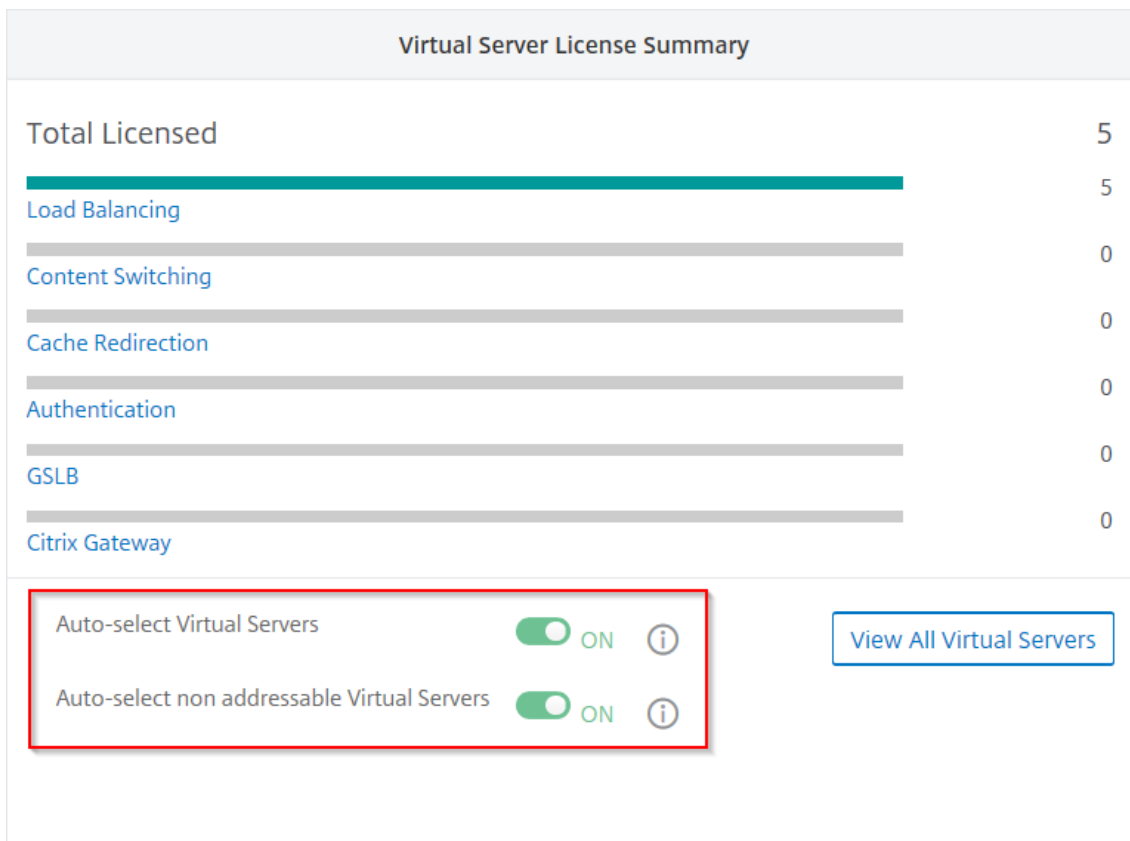 Virtual Server License Summary
Total Licensed 5
5
Load Balancing
0
Content Switching
0
Cache Redirection
0
Authentication
0
GSLB
0
Citrix Gateway
Auto-select Virtual Servers ON
View All Virtual Servers
Auto-select non addressable Virtual Servers ON